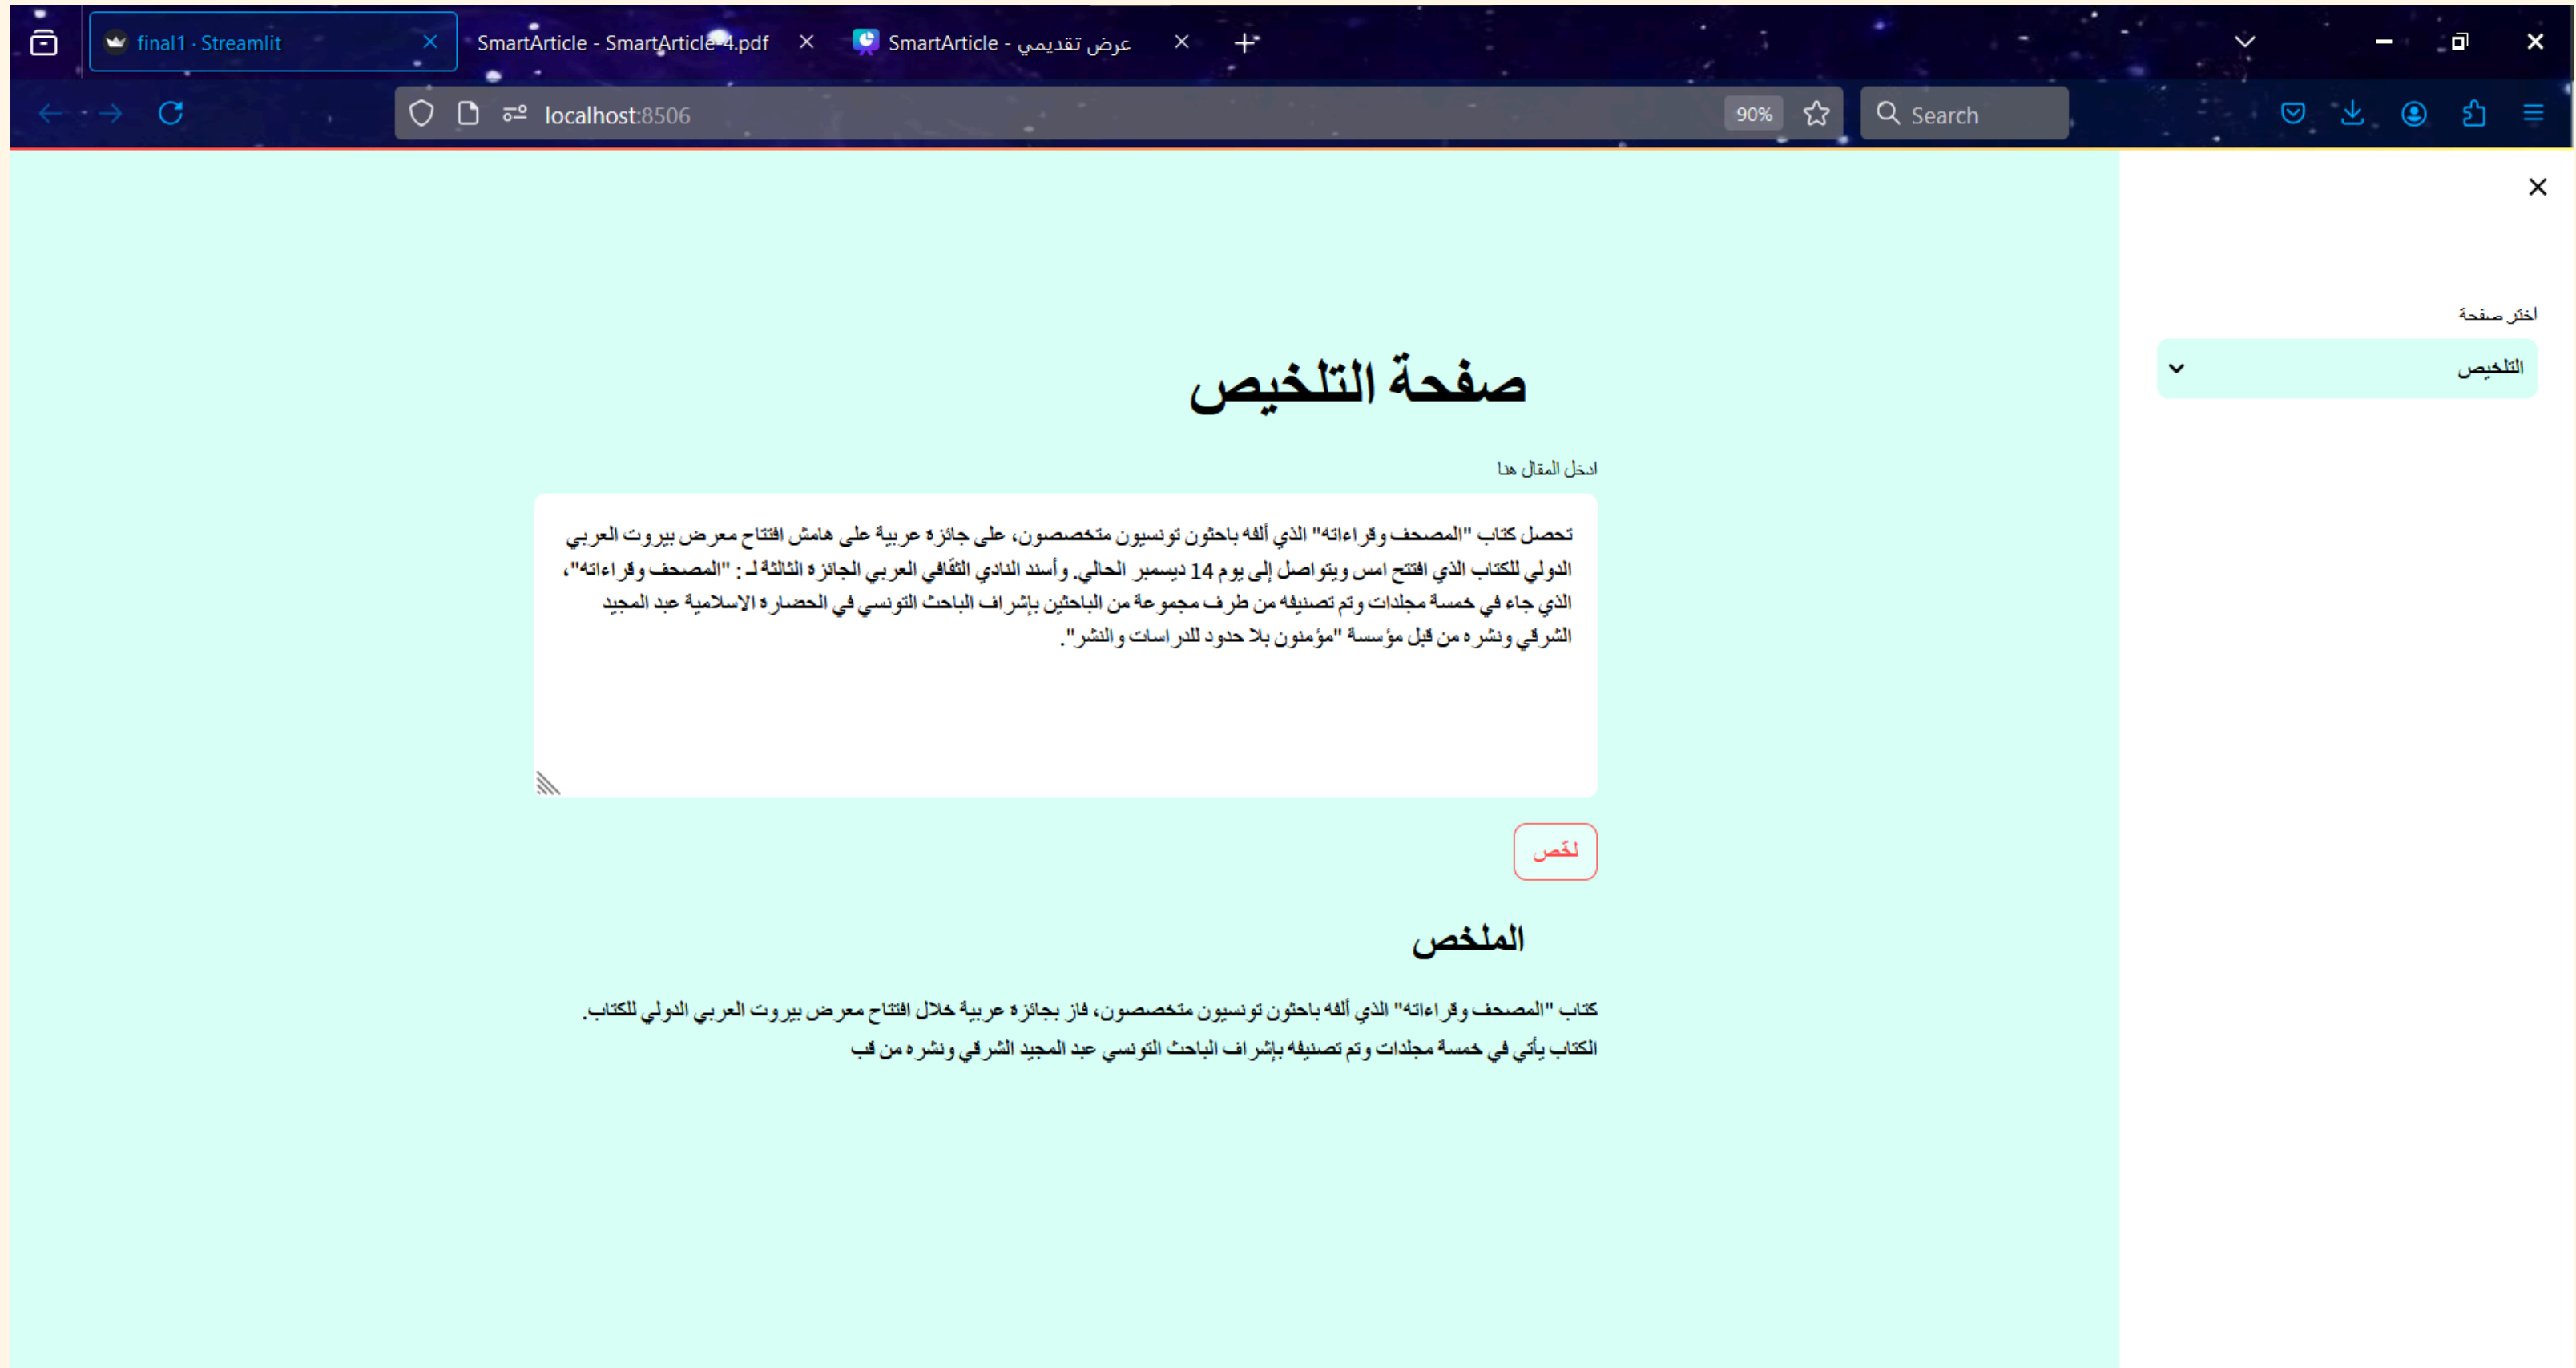 final1 · Streamlit
SmartArticle - SmartArticle-4.pdf
SmartArticle - عرض تقديمي
localhost:8506
90%
Search
اختر صفحة
التلخيص
صفحة التلخيص
ادخل المقال هنا
تحصل كتاب "المصحف وقراءاته" الذي ألفه باحثون تونسيون متخصصون، على جائزة عربية على هامش افتتاح معرض بيروت العربي
الدولي للكتاب الذي افتتح امس ويتواصل إلى يوم 14 ديسمبر الحالي. وأسند النادي الثقافي العربي الجائزة الثالثة لـ : "المصحف وقراءاته"،
الذي جاء في خمسة مجلدات وتم تصنيفه من طرف مجموعة من الباحثين بإشراف الباحث التونسي في الحضارة الاسلامية عبد المجيد
الشرقي ونشره من قبل مؤسسة "مؤمنون بلا حدود للدراسات والنشر".
لخّص
الملخص
كتاب "المصحف وقراءاته" الذي ألفه باحثون تونسيون متخصصون، فاز بجائزة عربية خلال افتتاح معرض بيروت العربي الدولي للكتاب.
الكتاب يأتي في خمسة مجلدات وتم تصنيفه بإشراف الباحث التونسي عبد المجيد الشرقي ونشره من قب